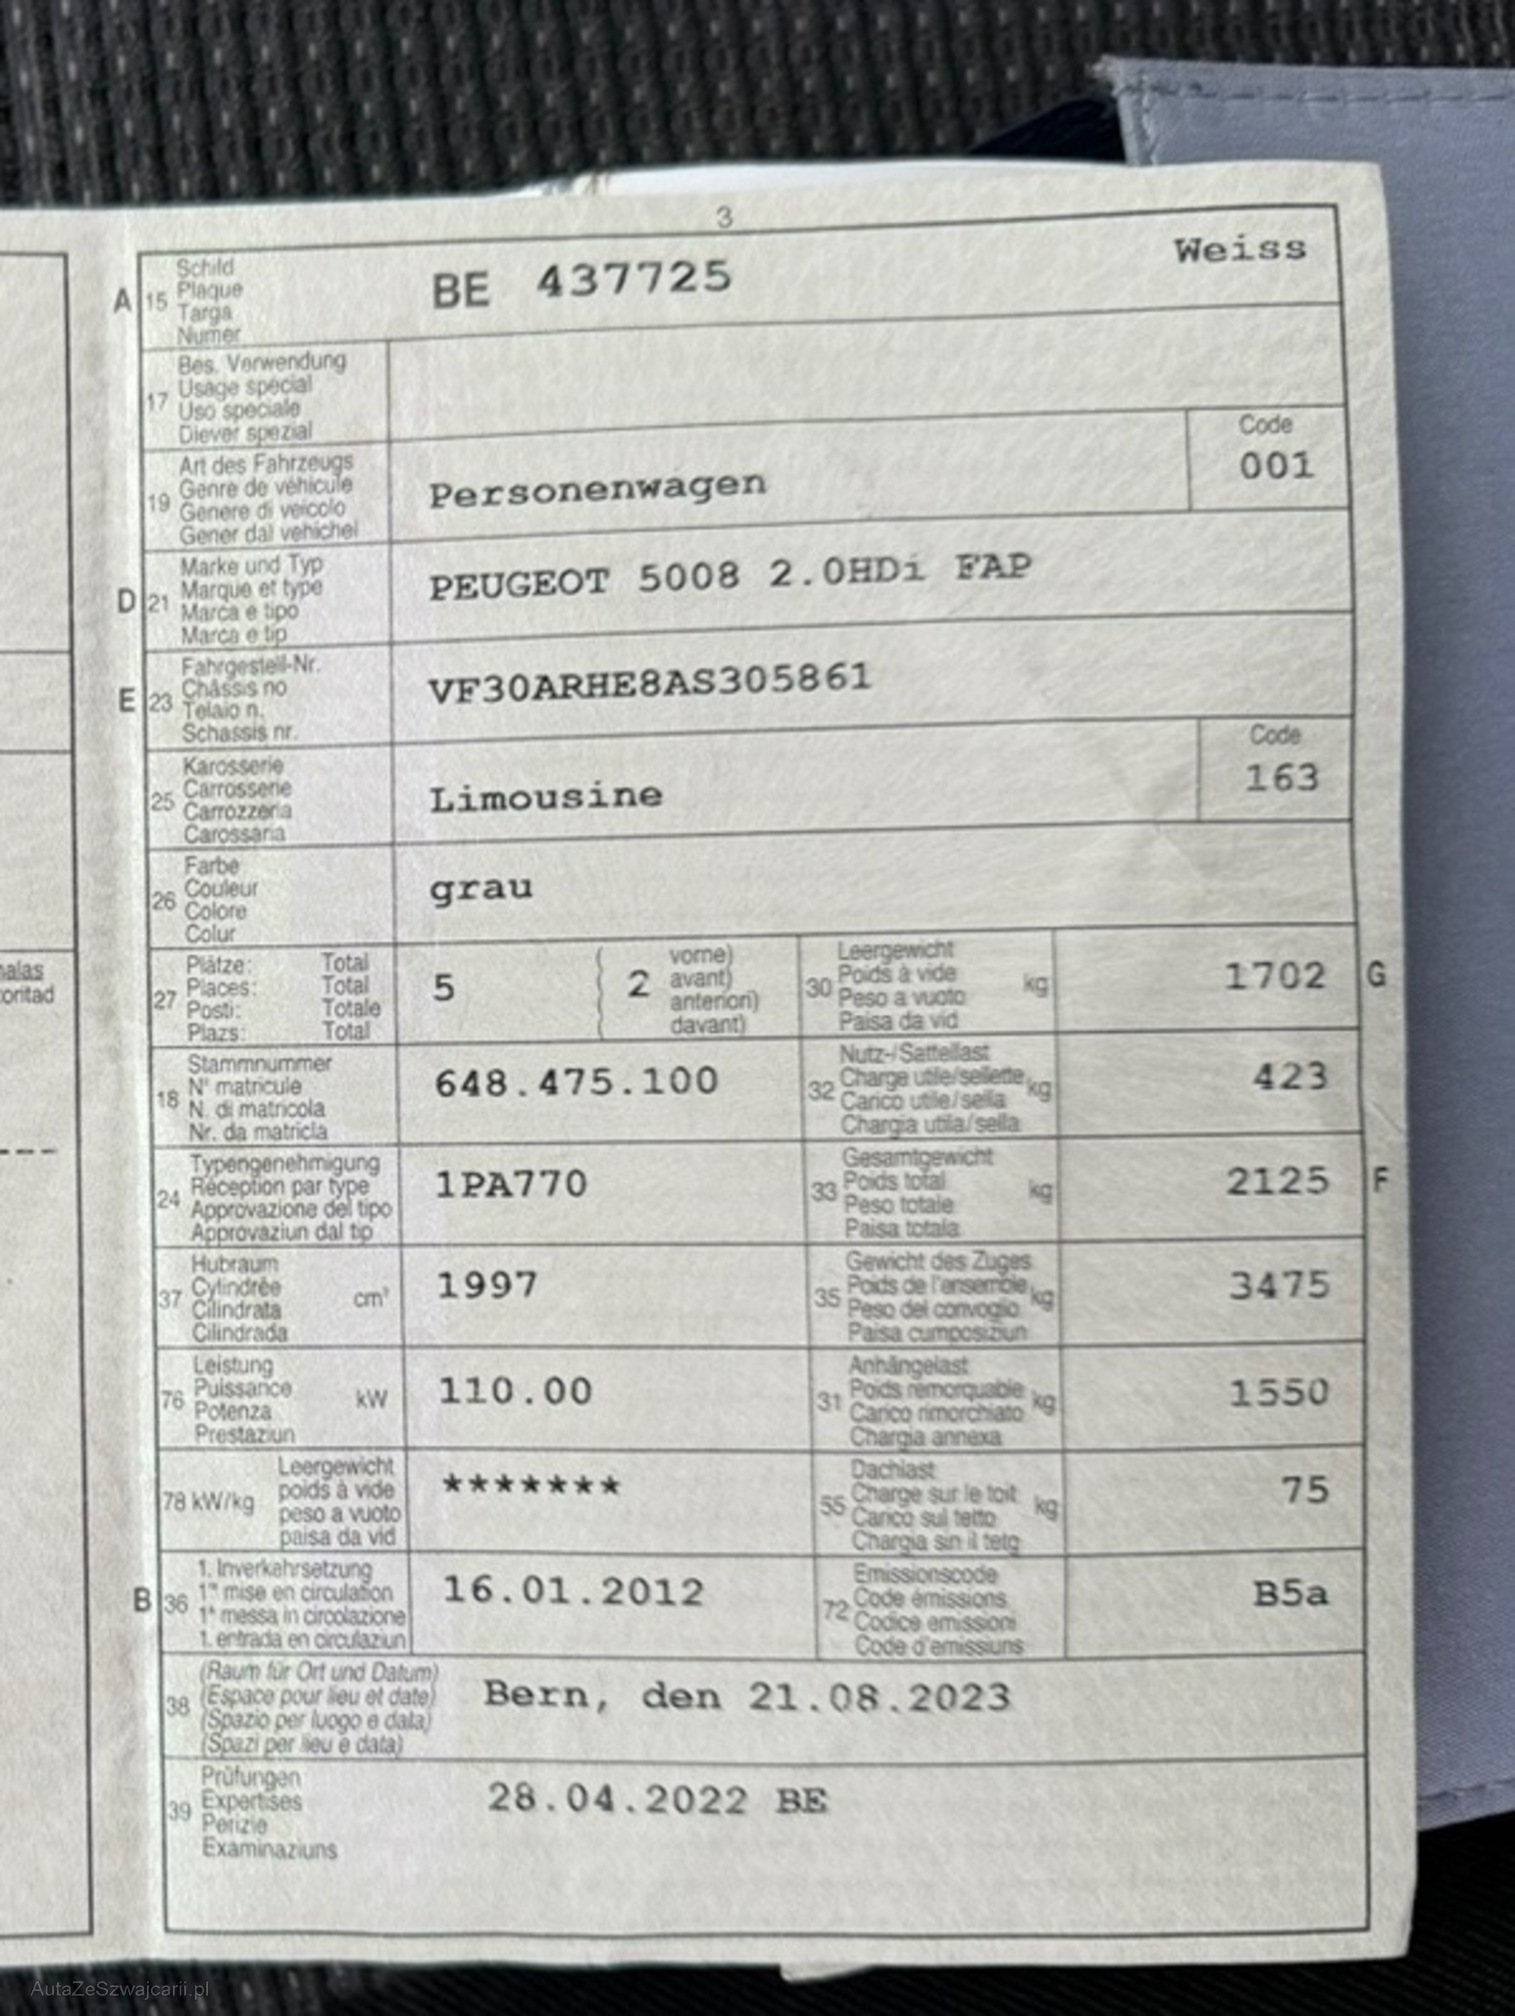 3
A 15 Schild
Plaque
Targa
Numer
BE 437725
Weiss
17 Bes. Verwendung
Usage spécial
Uso speciale
Diever spezial
19 Art des Fahrzeugs
Genre de véhicule
Genere di veicolo
Gener dal vehichel
Personenwagen
Code
001
D 21 Marke und Typ
Marque et type
Marca e tipo
Marca e tip
PEUGEOT 5008 2.0HDi FAP
E 23 Fahrgestell-Nr.
Châssis no
Telaio n.
Schassis nr.
VF30ARHE8AS305861
25 Karosserie
Carrosserie
Carrozzeria
Carossaria
Limousine
Code
163
26 Farbe
Couleur
Colore
Colur
grau
27 Plätze: Total
Places: Total
Posti: Totale
Plazs: Total
5
2
vorne)
avant)
anteriori)
davant)
30 Leergewicht
Poids à vide
Peso a vuoto
Paisa da vid
kg
1702 G
18 Stammnummer
N° matricule
N. di matricola
Nr. da matricla
648.475.100
32 Nutz-/Sattellast
Charge utile/sellette
Carico utile/sella
Chargia utila/sella
kg
423
24 Typengenehmigung
Réception par type
Approvazione del tipo
Approvaziun dal tip
1PA770
33 Gesamtgewicht
Poids total
Peso totale
Paisa totala
kg
2125 F
37 Hubraum
Cylindrée
Cilindrata
Cilindrada
cm³
1997
35 Gewicht des Zuges
Poids de l'ensemble
Peso del convoglio
Paisa cumposiziun
kg
3475
76 Leistung
Puissance
Potenza
Prestaziun
kW
110.00
31 Anhängelast
Poids remorquable
Carico rimorchiato
Chargia annexa
kg
1550
78 kW/kg
Leergewicht
poids à vide
peso a vuoto
paisa da vid
*******
55 Dachlast
Charge sur le toit
Carico sul tetto
Chargia sin il tetg
kg
75
B 36 1. Inverkehrsetzung
1re mise en circulation
1a messa in circolazione
1. entrada en circulaziun
16.01.2012
72 Emissionscode
Code émissions
Codice emissioni
Code d'emissiuns
B5a
38 (Raum für Ort und Datum)
(Espace pour lieu et date)
(Spazio per luogo e data)
(Spazi per lieu e data)
Bern, den 21.08.2023
39 Prüfungen
Expertises
Perizie
Examinaziuns
28.04.2022 BE
AutaZeSzwajcarii.pl